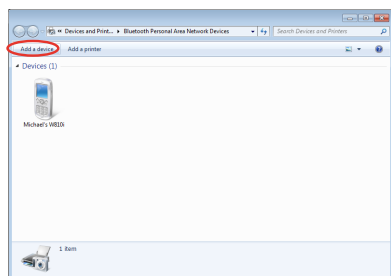 Devices and Print... Bluetooth Personal Area Network Devices
Search Devices and Printers
Add a device Add a printer
Devices (1)
Michael's W810i
1 item